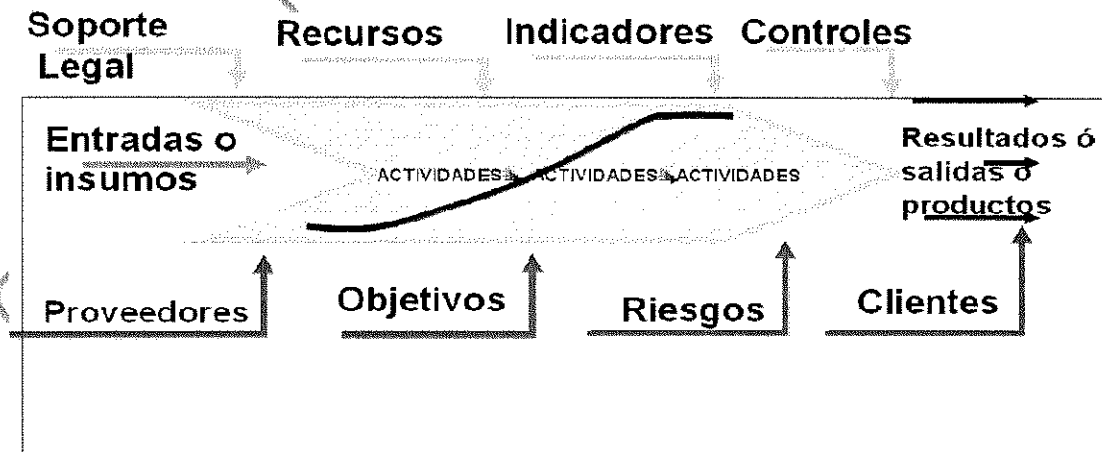 Soporte
Legal
Recursos
Indicadores
Controles
Entradas o
insumos
ACTIVIDADES ACTIVIDADES ACTIVIDADES
Resultados ó
salidas o
productos
Proveedores
Objetivos
Riesgos
Clientes